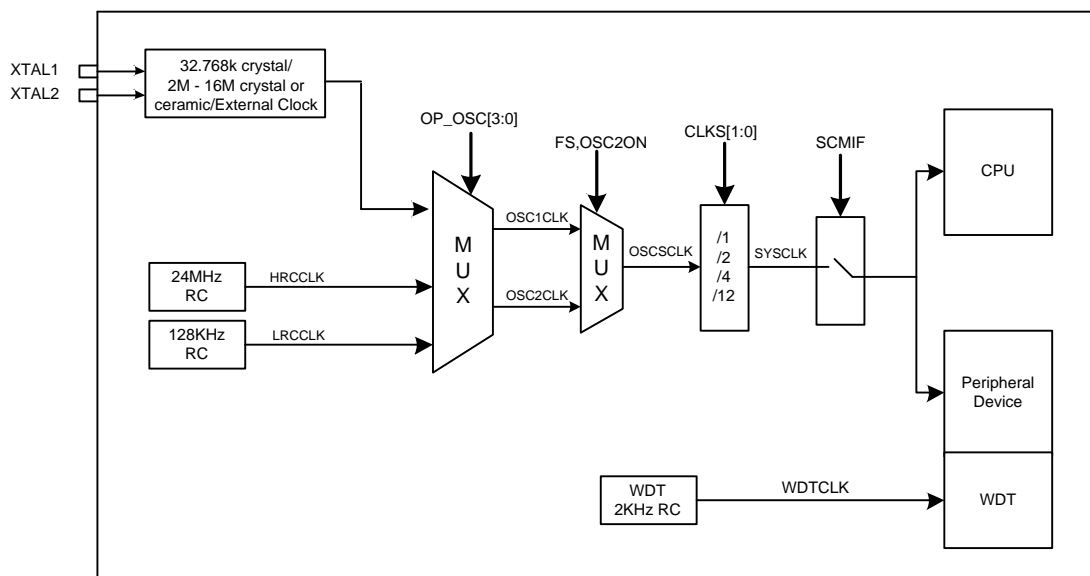 XTAL1
XTAL2
32.768k crystal/
2M - 16M crystal or
ceramic/External Clock
OP_OSC[3:0]
FS,OSC2ON
CLKS[1:0]
SCMIF
CPU
MUX
OSC1CLK
OSC2CLK
MUX
OSCSCLK
/1
/2
/4
/12
SYSCLK
24MHz
RC
HRCCLK
128KHz
RC
LRCCLK
Peripheral
Device
WDT
2KHz RC
WDTCLK
WDT